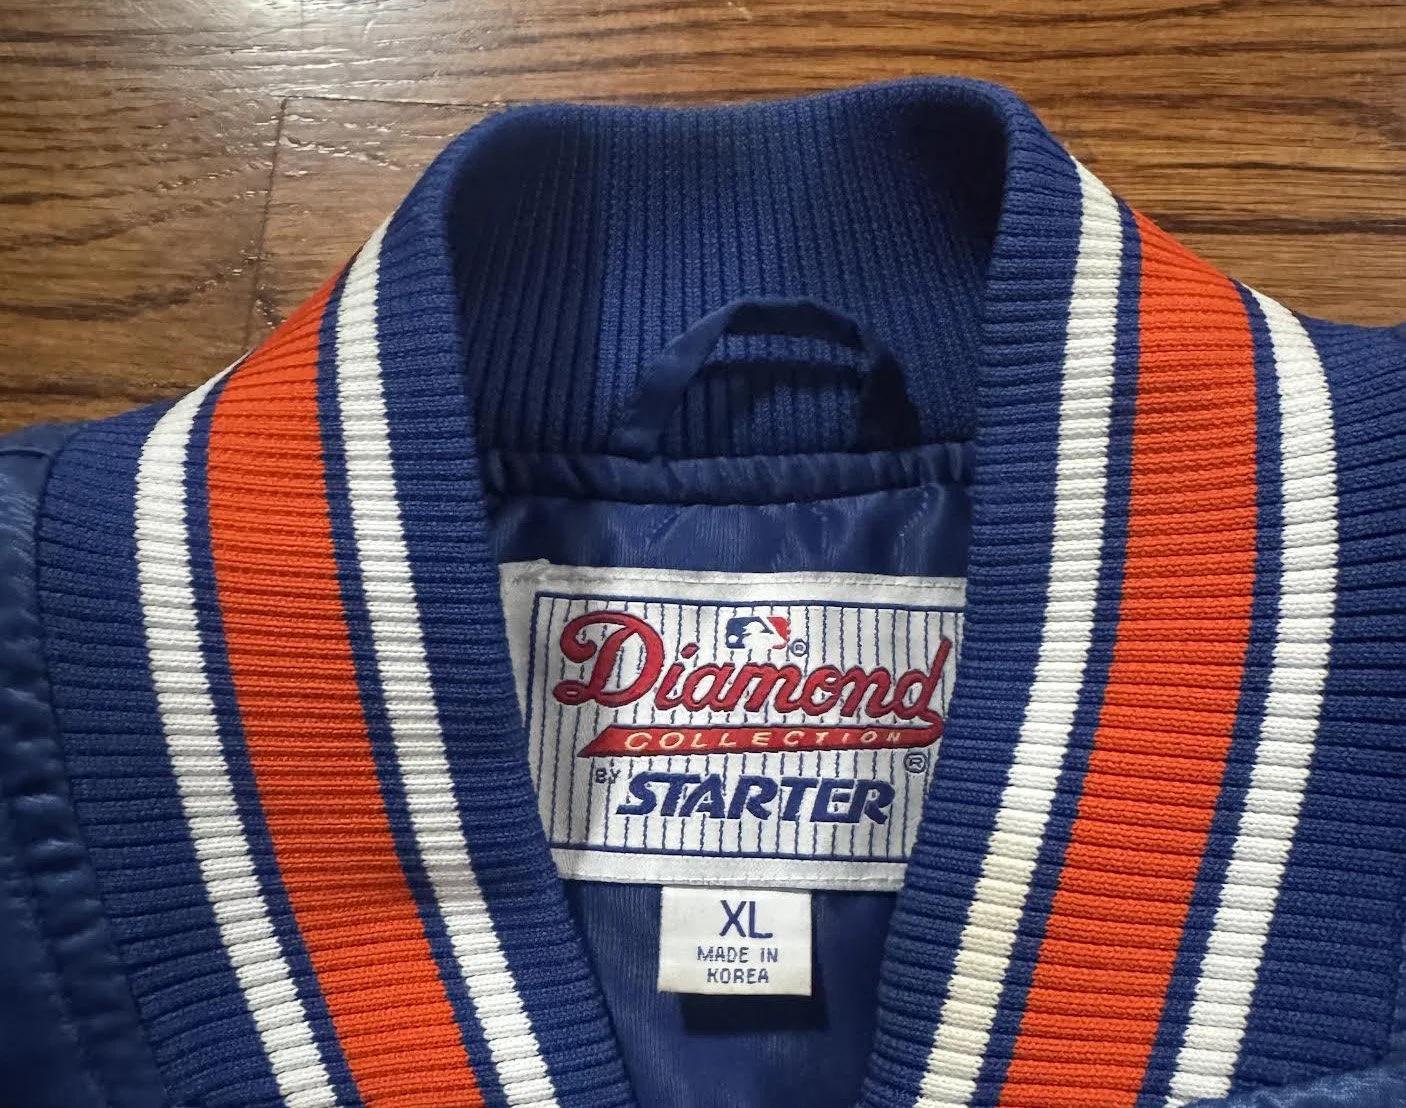 Diamond
®
COLLECTION
BY STARTER ®
XL
MADE IN
KOREA